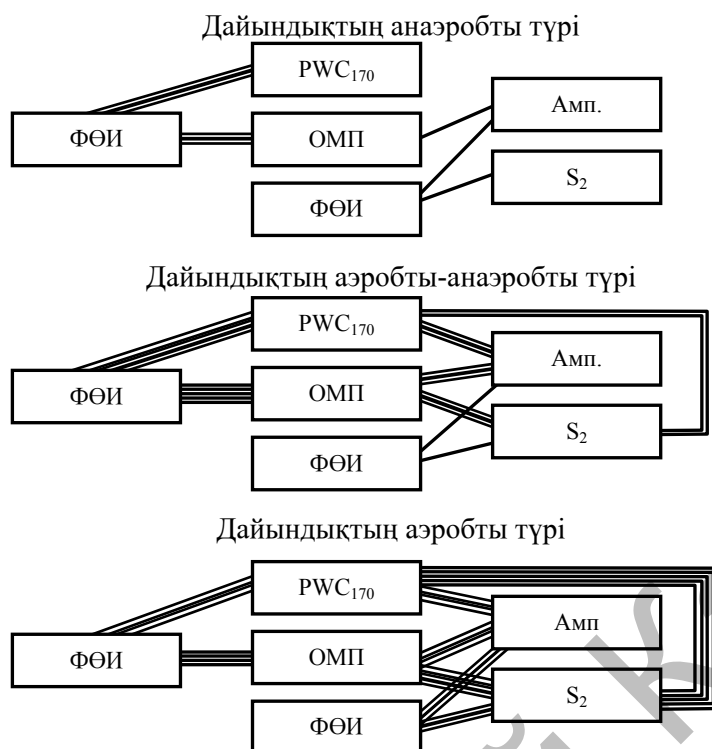 Дайындықтың анаэробты түрі
PWC₁₇₀
Амп.
ФӨИ
ОМП
S₂
ФӨИ
Дайындықтың аэробты-анаэробты түрі
PWC₁₇₀
Амп.
ФӨИ
ОМП
S₂
ФӨИ
Дайындықтың аэробты түрі
PWC₁₇₀
Амп
ФӨИ
ОМП
S₂
ФӨИ